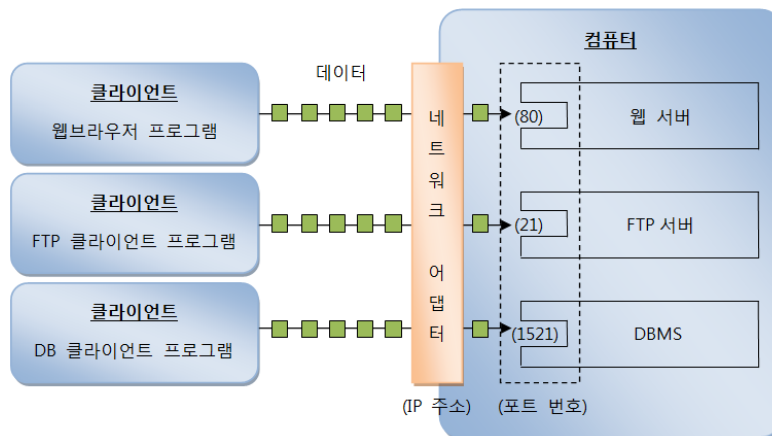 컴퓨터
클라이언트
웹브라우저 프로그램
데이터
네트워크 어댑터
(80)
웹 서버
클라이언트
FTP 클라이언트 프로그램
(21)
FTP 서버
클라이언트
DB 클라이언트 프로그램
(1521)
DBMS
(IP 주소)
(포트 번호)